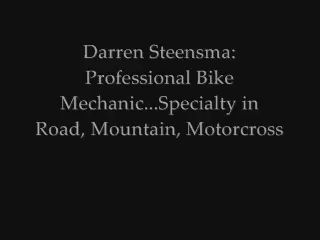 Darren Steensma:
Professional Bike
Mechanic...Specialty in
Road, Mountain, Motorcross